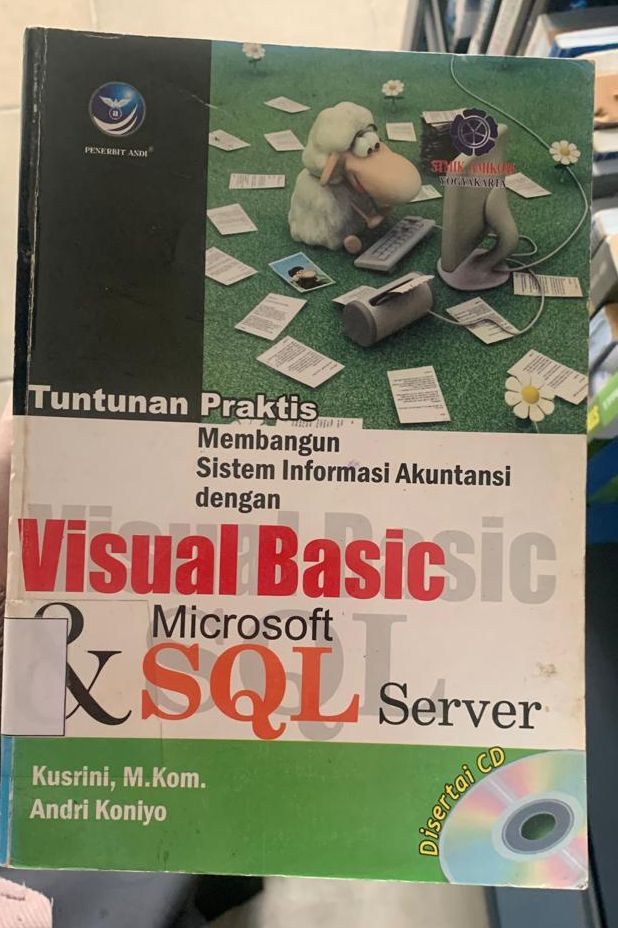 PENERBIT ANDI®
STMIK AMIKOM
YOGYAKARTA
Tuntunan Praktis
Membangun
Sistem Informasi Akuntansi
dengan
Visual Basic
& Microsoft
SQL Server
Kusrini, M.Kom.
Andri Koniyo
Disertai CD